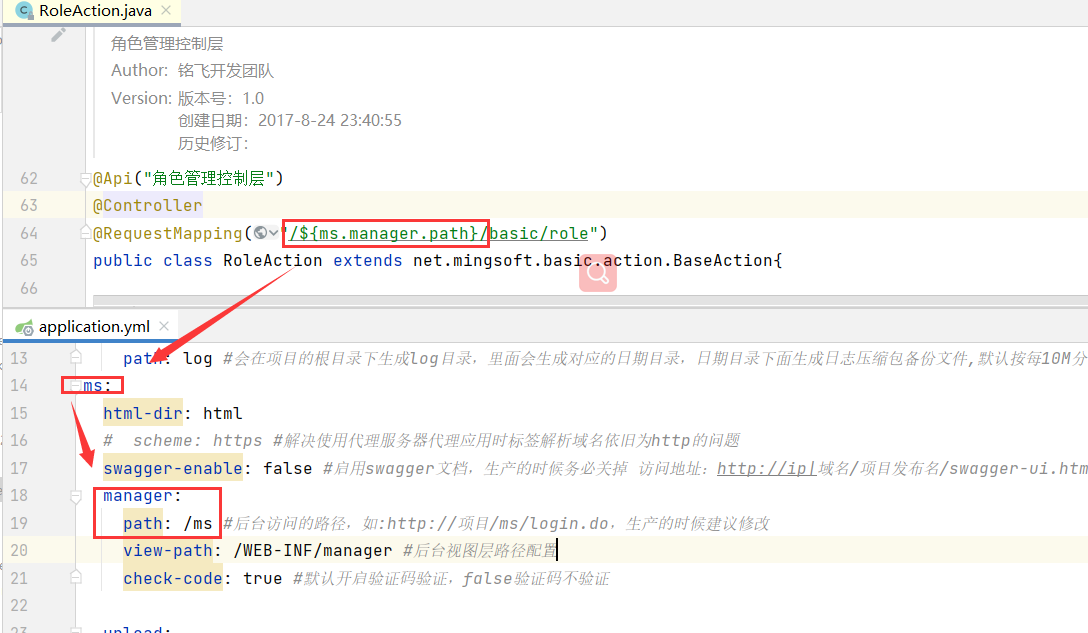 RoleAction.java
角色管理控制层
Author: 铭飞开发团队
Version: 版本号：1.0
创建日期：2017-8-24 23:40:55
历史修订：
62 @Api("角色管理控制层")
63 @Controller
64 @RequestMapping("/${ms.manager.path}/basic/role")
65 public class RoleAction extends net.mingsoft.basic.action.BaseAction{
66
application.yml
13 path: log #会在项目的根目录下生成log目录，里面会生成对应的日期目录，日期目录下面生成日志压缩包备份文件,默认按每10M分
14 ms:
15 html-dir: html
16 # scheme: https #解决使用代理服务器代理应用时标签解析域名依旧为http的问题
17 swagger-enable: false #启用swagger文档，生产的时候务必关掉 访问地址：http://ip|域名/项目发布名/swagger-ui.htm
18 manager:
19 path: /ms #后台访问的路径，如:http://项目/ms/login.do，生产的时候建议修改
20 view-path: /WEB-INF/manager #后台视图层路径配置
21 check-code: true #默认开启验证码验证，false验证码不验证
22
23 upload: